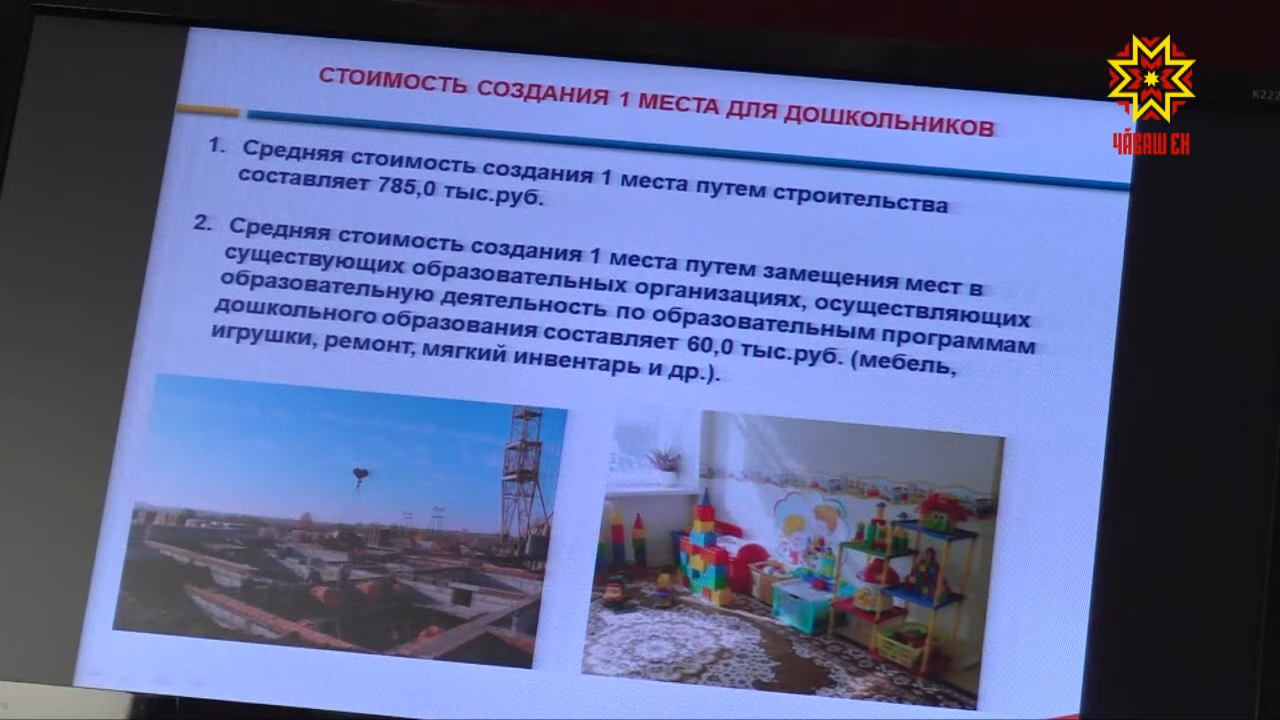 СТОИМОСТЬ СОЗДАНИЯ 1 МЕСТА ДЛЯ ДОШКОЛЬНИКОВ
K222
ЧӐВАШ ЕН
1. Средняя стоимость создания 1 места путем строительства
составляет 785,0 тыс.руб.
2. Средняя стоимость создания 1 места путем замещения мест в
существующих образовательных организациях, осуществляющих
образовательную деятельность по образовательным программам
дошкольного образования составляет 60,0 тыс.руб. (мебель,
игрушки, ремонт, мягкий инвентарь и др.).